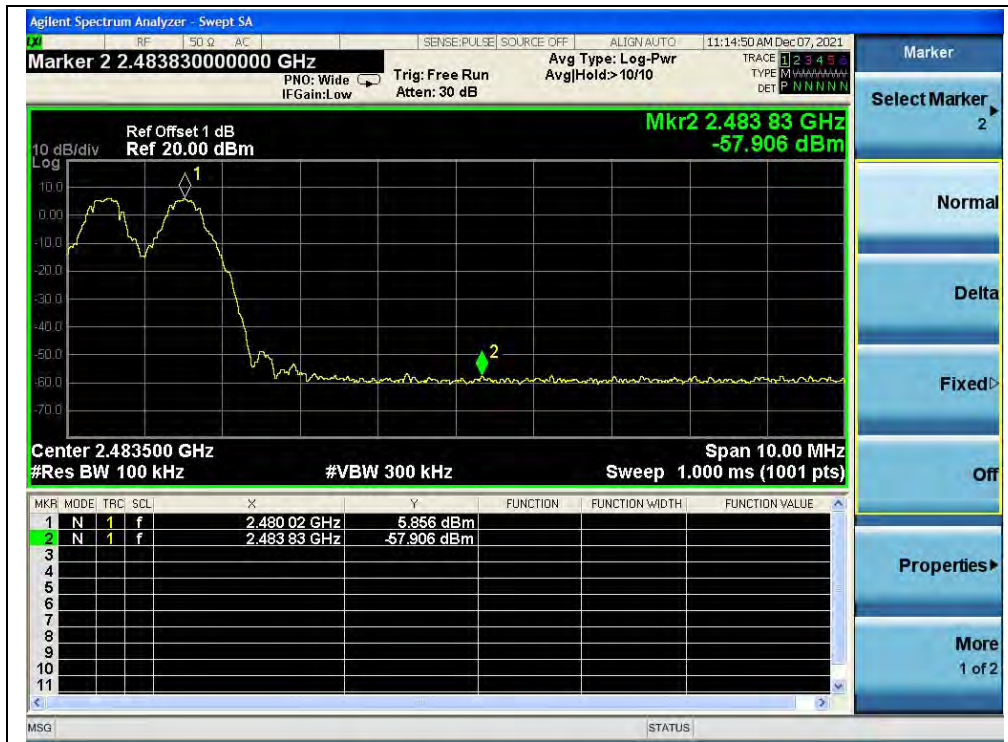 Agilent Spectrum Analyzer - Swept SA
LXI RF 50 Ω AC SENSE:PULSE SOURCE OFF ALIGN AUTO 11:14:50 AM Dec 07, 2021
Marker 2 2.483830000000 GHz
PNO: Wide
IFGain:Low
Trig: Free Run
Atten: 30 dB
Avg Type: Log-Pwr
Avg|Hold:>10/10
TRACE 1 2 3 4 5 6
TYPE M
DET P N N N N N
Mkr2 2.483 83 GHz
-57.906 dBm
Ref Offset 1 dB
10 dB/div Ref 20.00 dBm
Log
1
10.0
0.00
-10.0
-20.0
-30.0
-40.0
-50.0
2
-60.0
-70.0
Center 2.483500 GHz Span 10.00 MHz
#Res BW 100 kHz #VBW 300 kHz Sweep 1.000 ms (1001 pts)
MKR MODE TRC SCL X Y FUNCTION FUNCTION WIDTH FUNCTION VALUE
1 N 1 f 2.480 02 GHz 5.856 dBm
2 N 1 f 2.483 83 GHz -57.906 dBm
3
4
5
6
7
8
9
10
11
MSG STATUS
Marker
Select Marker
2
Normal
Delta
Fixed
Off
Properties
More
1 of 2